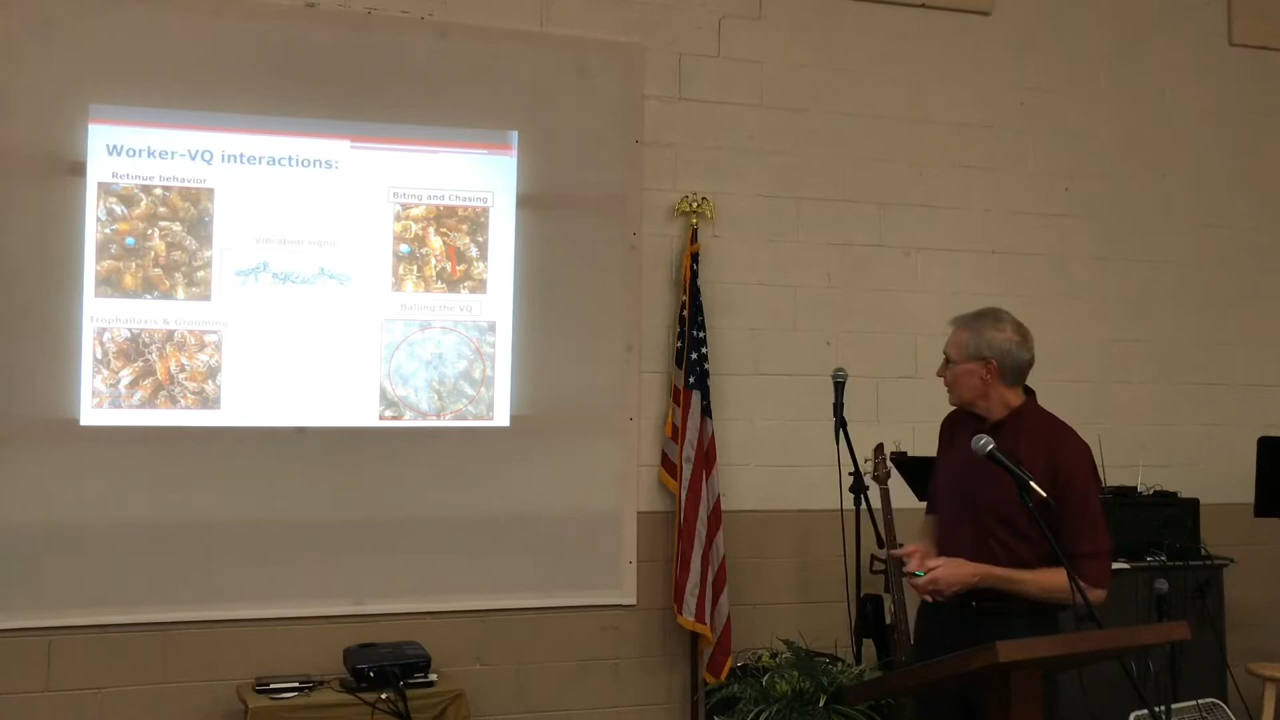 Worker-VQ interactions:
Retinue behavior
Biting and Chasing
Vibration signal
Balling the VQ
Trophallaxis & Grooming